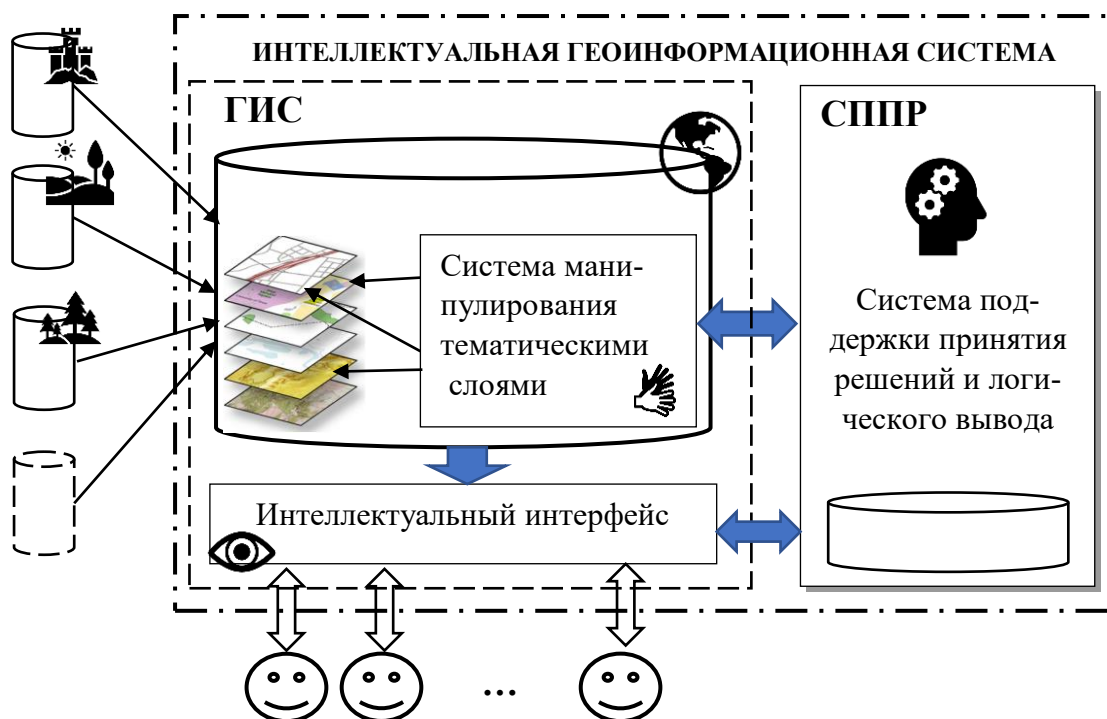 ИНТЕЛЛЕКТУАЛЬНАЯ ГЕОИНФОРМАЦИОННАЯ СИСТЕМА
ГИС
Система мани-
пулирования
тематическими
слоями
Интеллектуальный интерфейс
СППР
Система под-
держки принятия
решений и логи-
ческого вывода
...